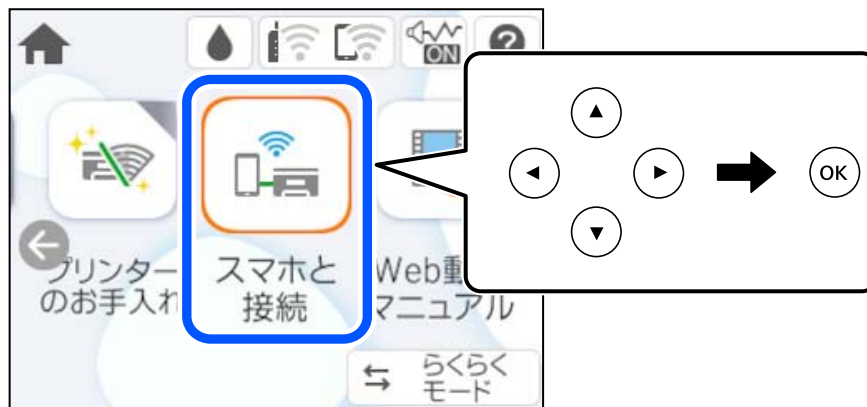 ON
?
プリンター
のお手入れ
スマホと
接続
Web動
マニュアル
らくらく
モード
OK